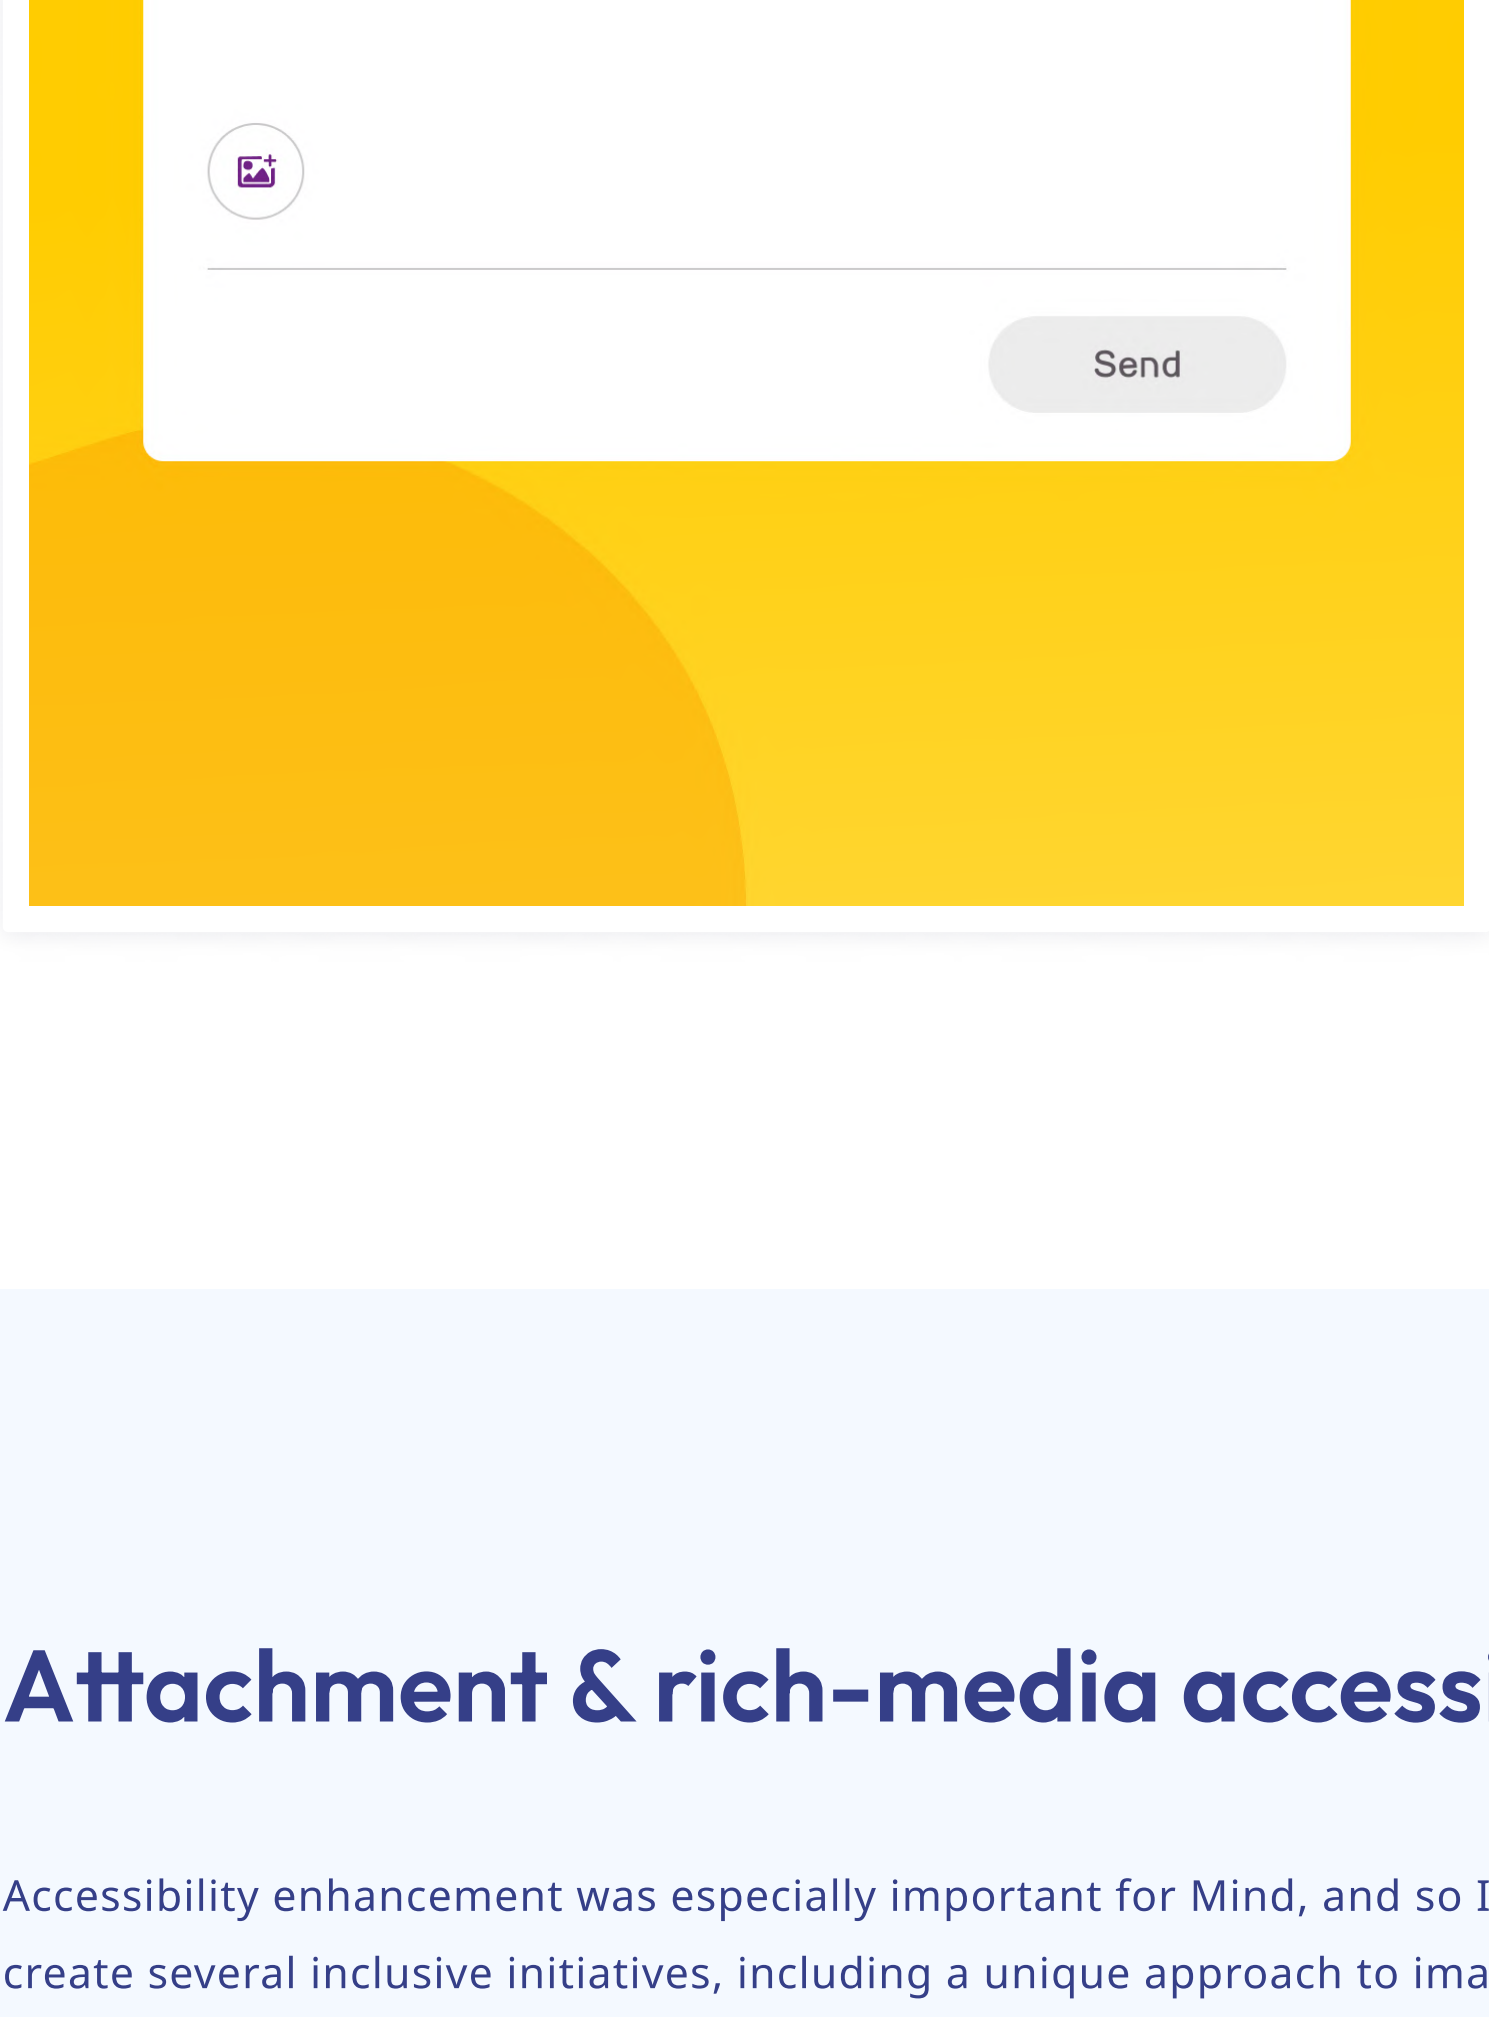 Send
Attachment & rich-media accessi
Accessibility enhancement was especially important for Mind, and so I
create several inclusive initiatives, including a unique approach to ima